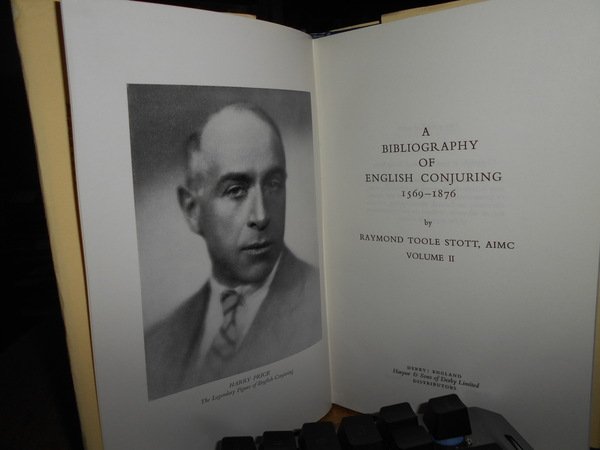 HARRY PRICE
The Legendary Figure of English Conjuring
A
BIBLIOGRAPHY
OF
ENGLISH CONJURING
1569–1876
by
RAYMOND TOOLE STOTT, AIMC
VOLUME II
DERBY: ENGLAND
Harpur & Sons of Derby Limited
DISTRIBUTORS